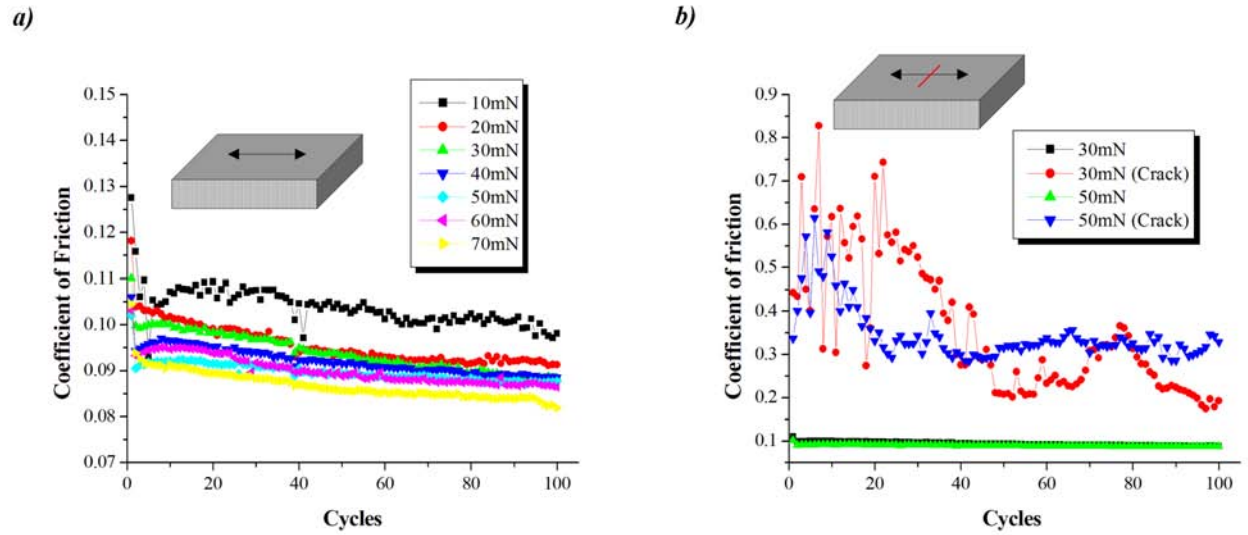 a)
Coefficient of Friction
0.15
0.14
0.13
0.12
0.11
0.10
0.09
0.08
0.07
0
20
40
60
80
100
Cycles
10mN
20mN
30mN
40mN
50mN
60mN
70mN
b)
Coefficient of friction
0.9
0.8
0.7
0.6
0.5
0.4
0.3
0.2
0.1
0
20
40
60
80
100
Cycles
30mN
30mN (Crack)
50mN
50mN (Crack)